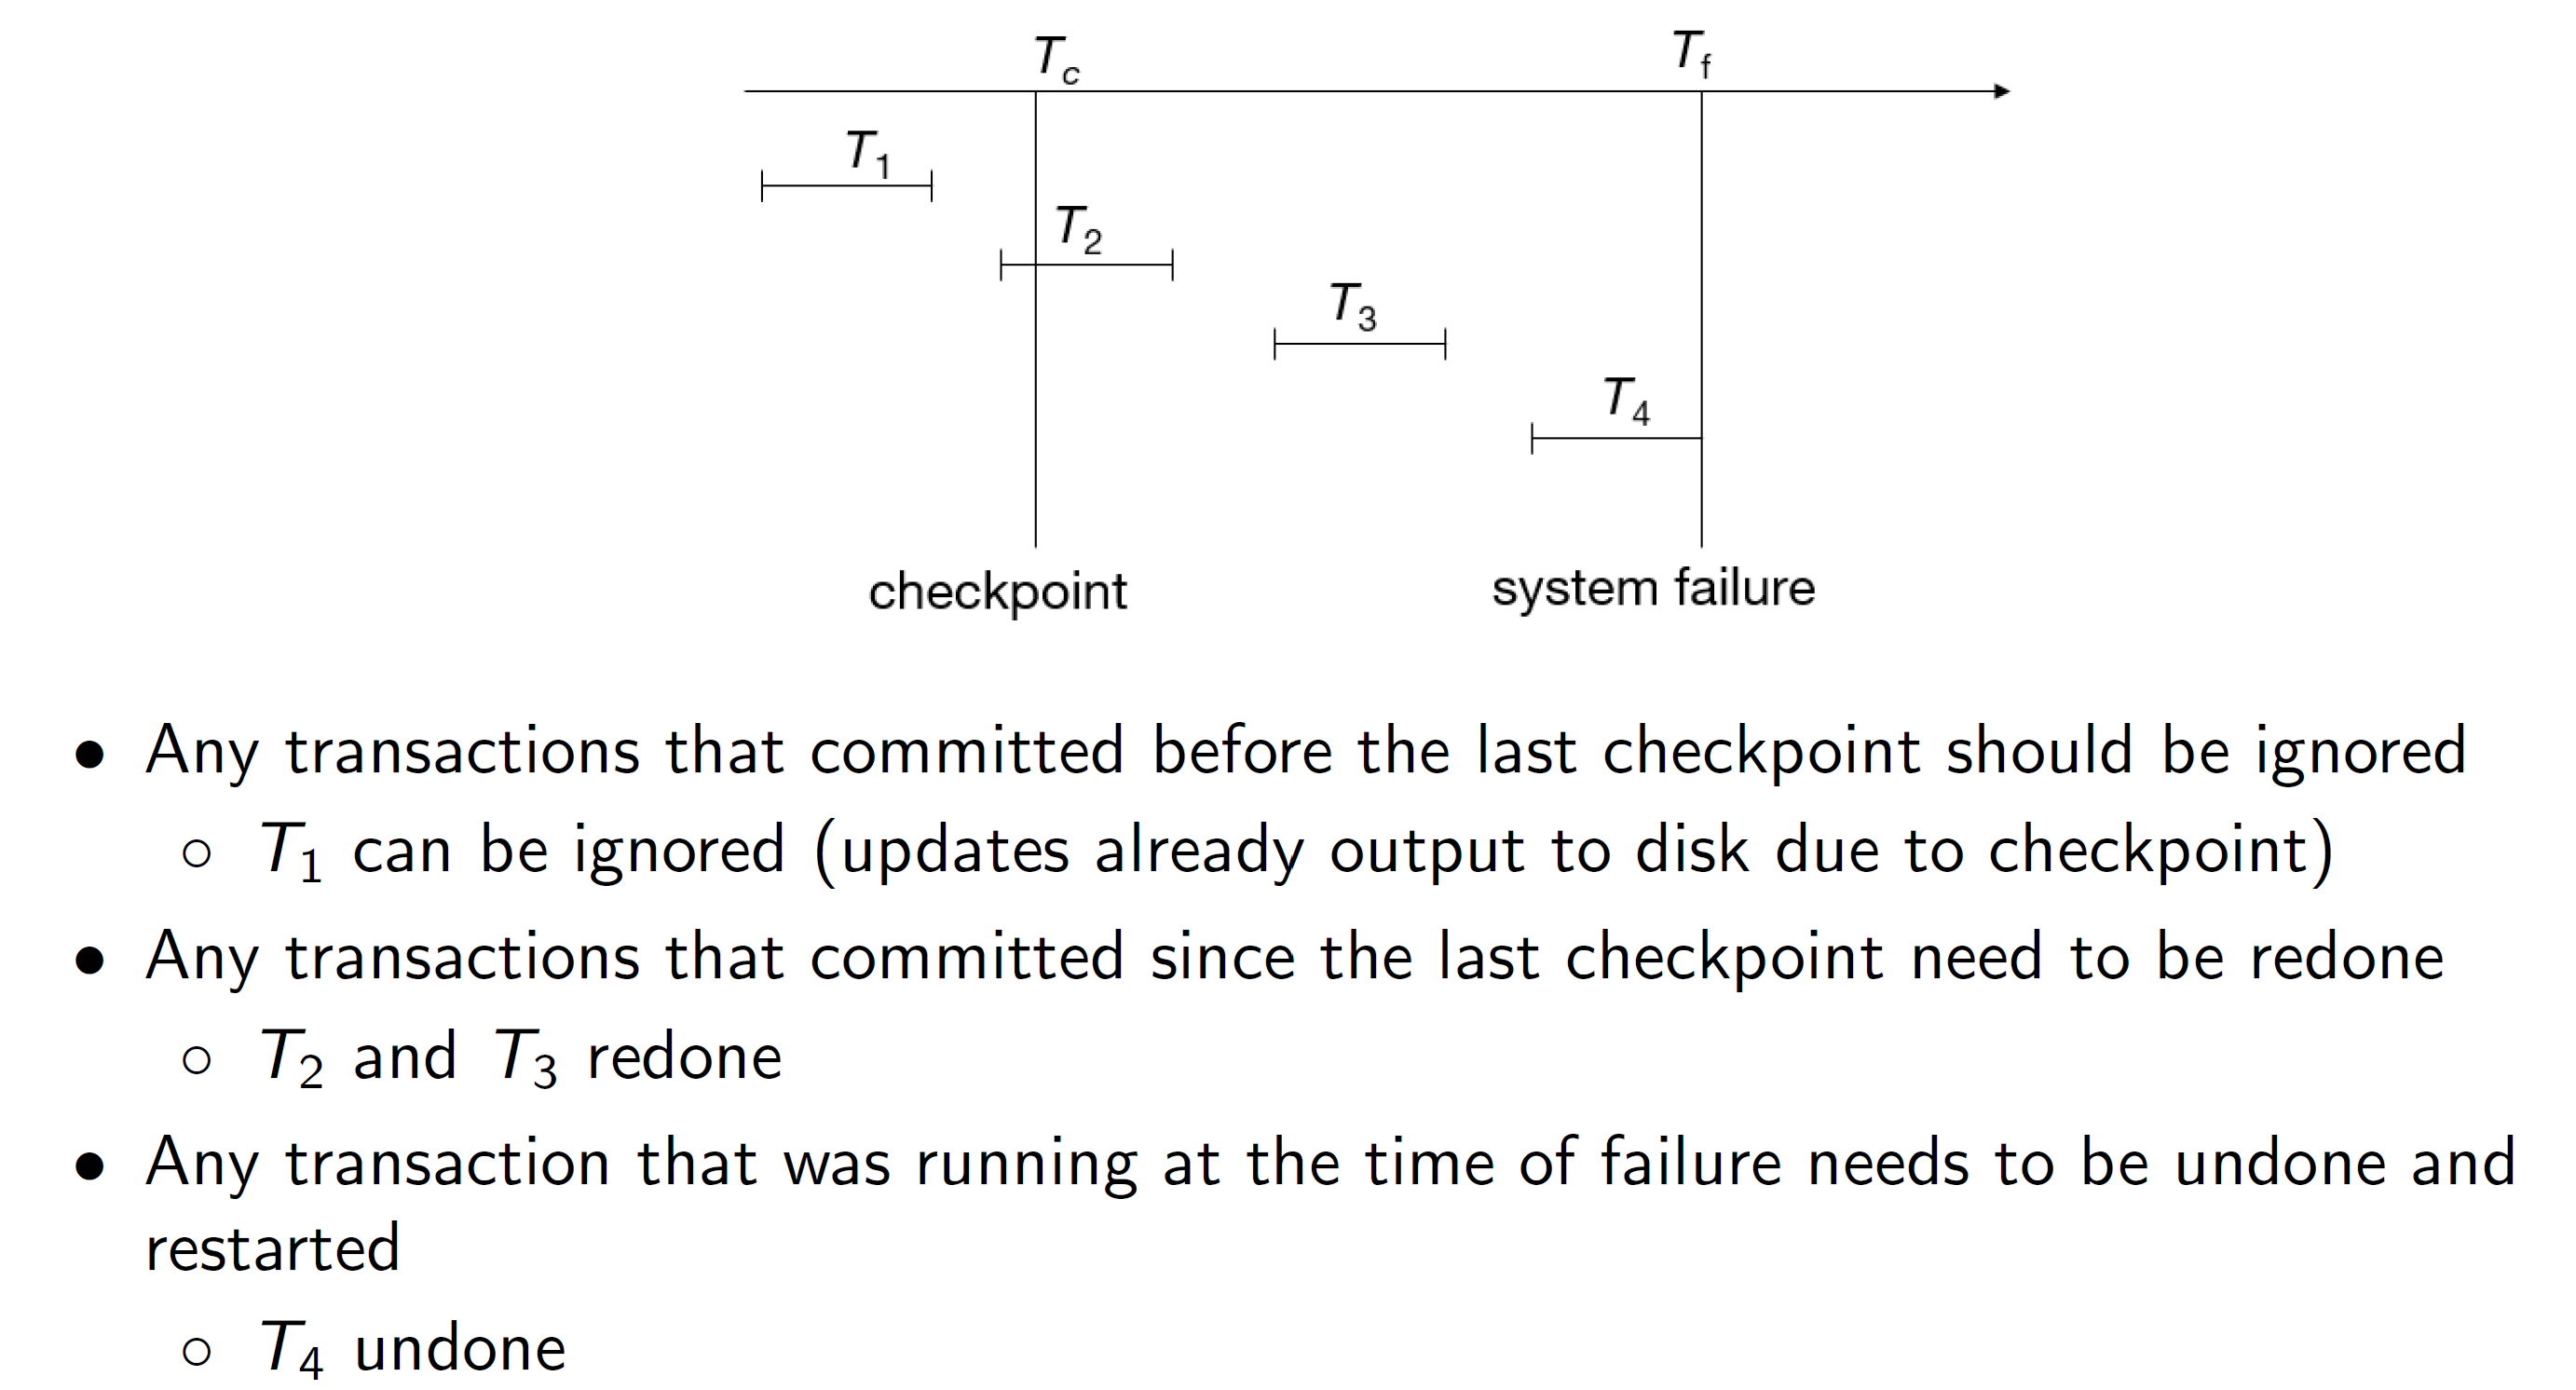 T_c
T_f
T_1
T_2
T_3
T_4
checkpoint
system failure
• Any transactions that committed before the last checkpoint should be ignored
◦ T_1 can be ignored (updates already output to disk due to checkpoint)
• Any transactions that committed since the last checkpoint need to be redone
◦ T_2 and T_3 redone
• Any transaction that was running at the time of failure needs to be undone and
restarted
◦ T_4 undone